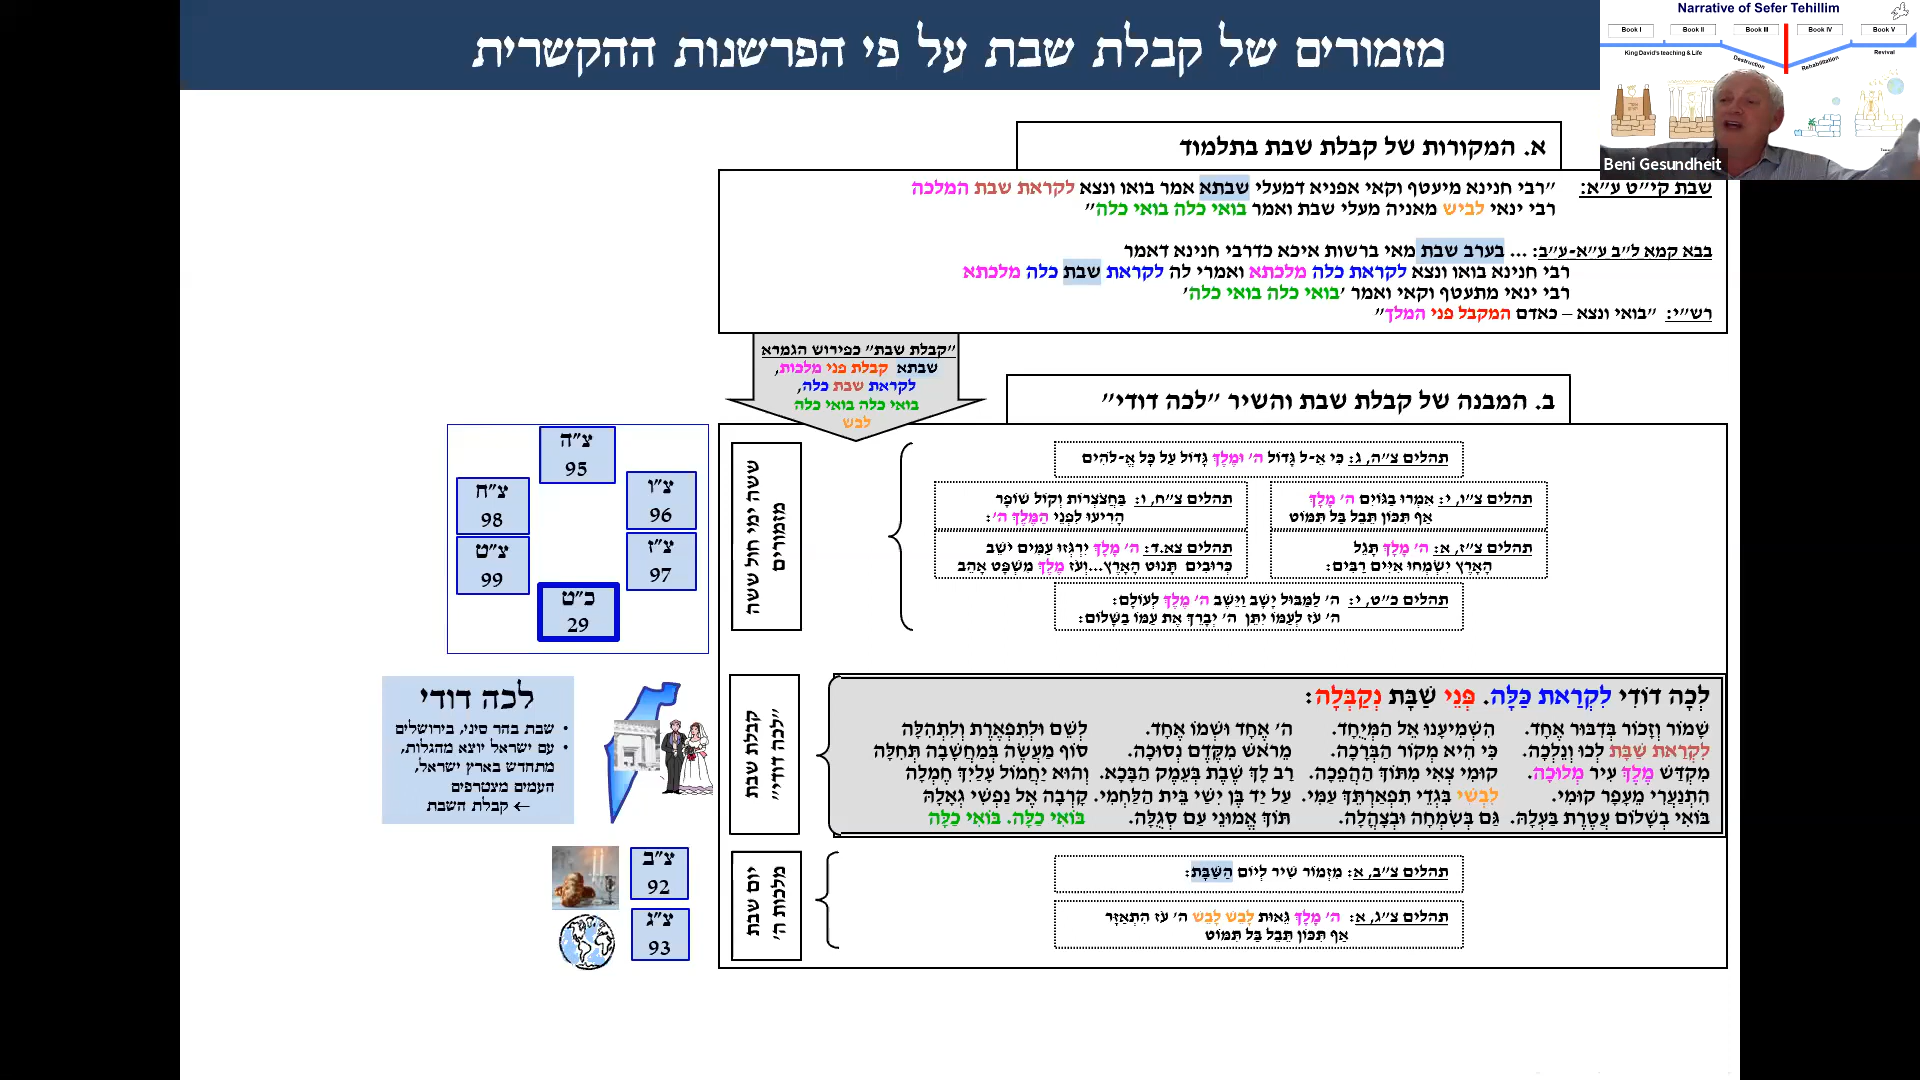 מזמורים של קבלת שבת על פי הפרשנות ההקשרית
Narrative of Sefer Tehillim
Book I Book II Book III Book IV Book V
King David's teaching & Life
Destruction
Rehabilitation
Revival
Beni Gesundheit
א. המקורות של קבלת שבת בתלמוד
שבת קי״ט ע״א: ״רבי חנינא מיעטף וקאי אפניא דמעלי שבתא אמר בואו ונצא לקראת שבת המלכה
רבי ינאי לביש מאניה מעלי שבת ואמר בואי כלה בואי כלה״
בבא קמא ל״ב ע״א-ע״ב: ... בערב שבת מאי ברשות איכא כדרבי חנינא דאמר
רבי חנינא בואו ונצא לקראת כלה מלכתא ואמרי לה לקראת שבת כלה מלכתא
רבי ינאי מתעטף וקאי ואמר ׳בואי כלה בואי כלה׳
רש״י: ״בואי ונצא – כאדם המקבל פני המלך״
״קבלת שבת״ כפירוש הגמרא
שבתא קבלת פני מלכות,
לקראת שבת כלה,
בואי כלה בואי כלה
לבש
ב. המבנה של קבלת שבת והשיר ״לכה דודי״
ששה ימי חול ששה
מזמורים
תהלים צ״ה, ג: כִּי אֵ-ל גָּדוֹל ה׳ וּמֶלֶךְ גָּדוֹל עַל כָּל אֱ-לֹהִים
תהלים צ״ו, י: אִמְרוּ בַגּוֹיִם ה׳ מָלָךְ
אַף תִּכּוֹן תֵּבֵל בַּל תִּמּוֹט
תהלים צ״ח, ו: בַּחֲצֹצְרוֹת וְקוֹל שׁוֹפָר
הָרִיעוּ לִפְנֵי הַמֶּלֶךְ ה׳:
תהלים צ״ז, א: ה׳ מָלָךְ תָּגֵל
הָאָרֶץ יִשְׂמְחוּ אִיִּים רַבִּים:
תהלים צא.ד: ה׳ מָלָךְ יִרְגְּזוּ עַמִּים יֹשֵׁב
כְּרוּבִים תָּנוּט הָאָרֶץ...וְעֹז מֶלֶךְ מִשְׁפָּט אָהֵב
תהלים כ״ט, י: ה׳ לַמַּבּוּל יָשָׁב וַיֵּשֶׁב ה׳ מֶלֶךְ לְעוֹלָם:
ה׳ עֹז לְעַמּוֹ יִתֵּן ה׳ יְבָרֵךְ אֶת עַמּוֹ בַשָּׁלוֹם:
צ״ה
95
צ״ו
96
צ״ז
97
צ״ח
98
צ״ט
99
כ״ט
29
״לכה דודי״
קבלת שבת
לְכָה דוֹדִי לִקְרַאת כַּלָּה. פְּנֵי שַׁבָּת נְקַבְּלָה:
שָׁמוֹר וְזָכוֹר בְּדִבּוּר אֶחָד. הִשְׁמִיעָנוּ אֵל הַמְּיֻחָד. ה׳ אֶחָד וּשְׁמוֹ אֶחָד. לְשֵׁם וּלְתִפְאֶרֶת וְלִתְהִלָּה
לִקְרַאת שַׁבָּת לְכוּ וְנֵלְכָה. כִּי הִיא מְקוֹר הַבְּרָכָה. מֵרֹאשׁ מִקֶּדֶם נְסוּכָה. סוֹף מַעֲשֶׂה בְּמַחֲשָׁבָה תְּחִלָּה
מִקְדַּשׁ מֶלֶךְ עִיר מְלוּכָה. קוּמִי צְאִי מִתּוֹךְ הַהֲפֵכָה. רַב לָךְ שֶׁבֶת בְּעֵמֶק הַבָּכָא. וְהוּא יַחֲמוֹל עָלַיִךְ חֶמְלָה
הִתְנַעֲרִי מֵעָפָר קוּמִי. לִבְשִׁי בִּגְדֵי תִפְאַרְתֵּךְ עַמִּי. עַל יַד בֶּן יִשַׁי בֵּית הַלַּחְמִי. קָרְבָה אֶל נַפְשִׁי גְאָלָהּ
בּוֹאִי בְשָׁלוֹם עֲטֶרֶת בַּעְלָהּ. גַּם בְּשִׂמְחָה וּבְצָהֳלָה. תּוֹךְ אֱמוּנֵי עַם סְגֻלָּה. בּוֹאִי כַלָּה. בּוֹאִי כַלָּה
לכה דודי
• שבת בהר סיני, בירושלים
• עם ישראל יוצא מהגלות,
מתחדש בארץ ישראל,
העמים מצטרפים
← קבלת השבת
יום שבת
מלכות ה׳
תהלים צ״ב, א: מִזְמוֹר שִׁיר לְיוֹם הַשַּׁבָּת:
תהלים צ״ג, א: ה׳ מָלָךְ גֵּאוּת לָבֵשׁ לָבֵשׁ ה׳ עֹז הִתְאַזָּר
אַף תִּכּוֹן תֵּבֵל בַּל תִּמּוֹט
צ״ב
92
צ״ג
93